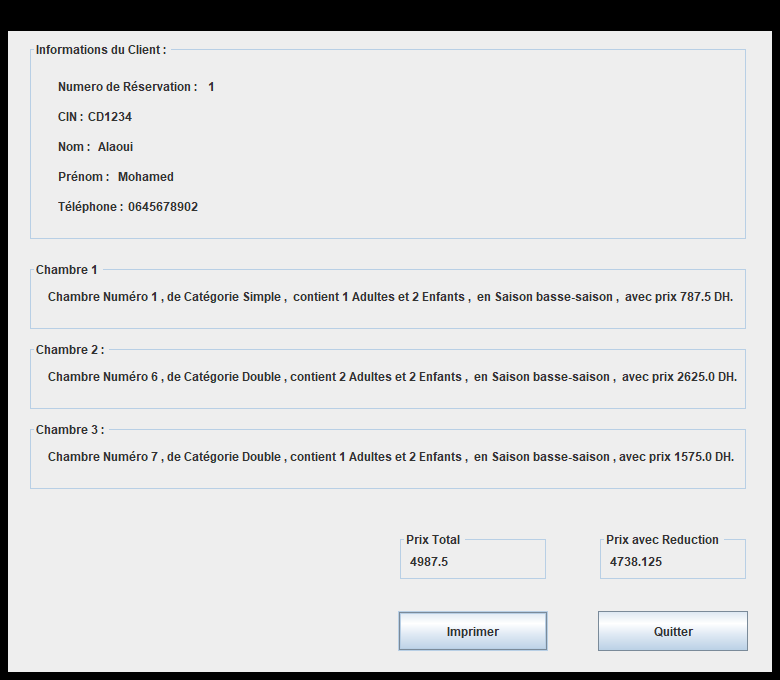 Informations du Client :
Numero de Réservation : 1
CIN : CD1234
Nom : Alaoui
Prénom : Mohamed
Téléphone : 0645678902
Chambre 1
Chambre Numéro 1 , de Catégorie Simple , contient 1 Adultes et 2 Enfants , en Saison basse-saison , avec prix 787.5 DH.
Chambre 2 :
Chambre Numéro 6 , de Catégorie Double , contient 2 Adultes et 2 Enfants , en Saison basse-saison , avec prix 2625.0 DH.
Chambre 3 :
Chambre Numéro 7 , de Catégorie Double , contient 1 Adultes et 2 Enfants , en Saison basse-saison , avec prix 1575.0 DH.
Prix Total
4987.5
Prix avec Reduction
4738.125
Imprimer
Quitter